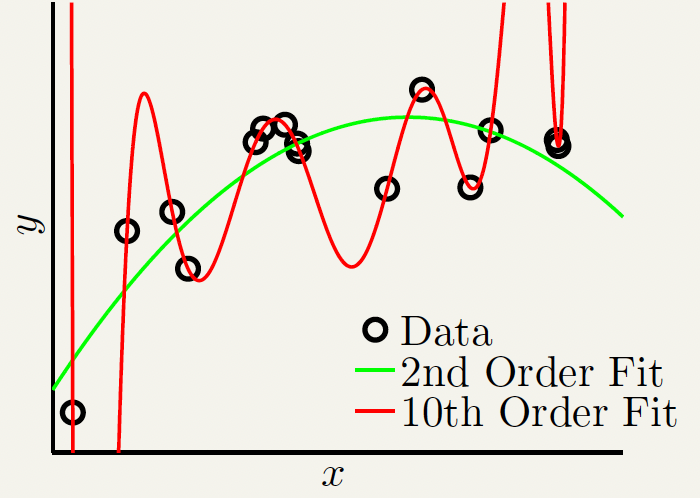 y
Data
2nd Order Fit
10th Order Fit
x